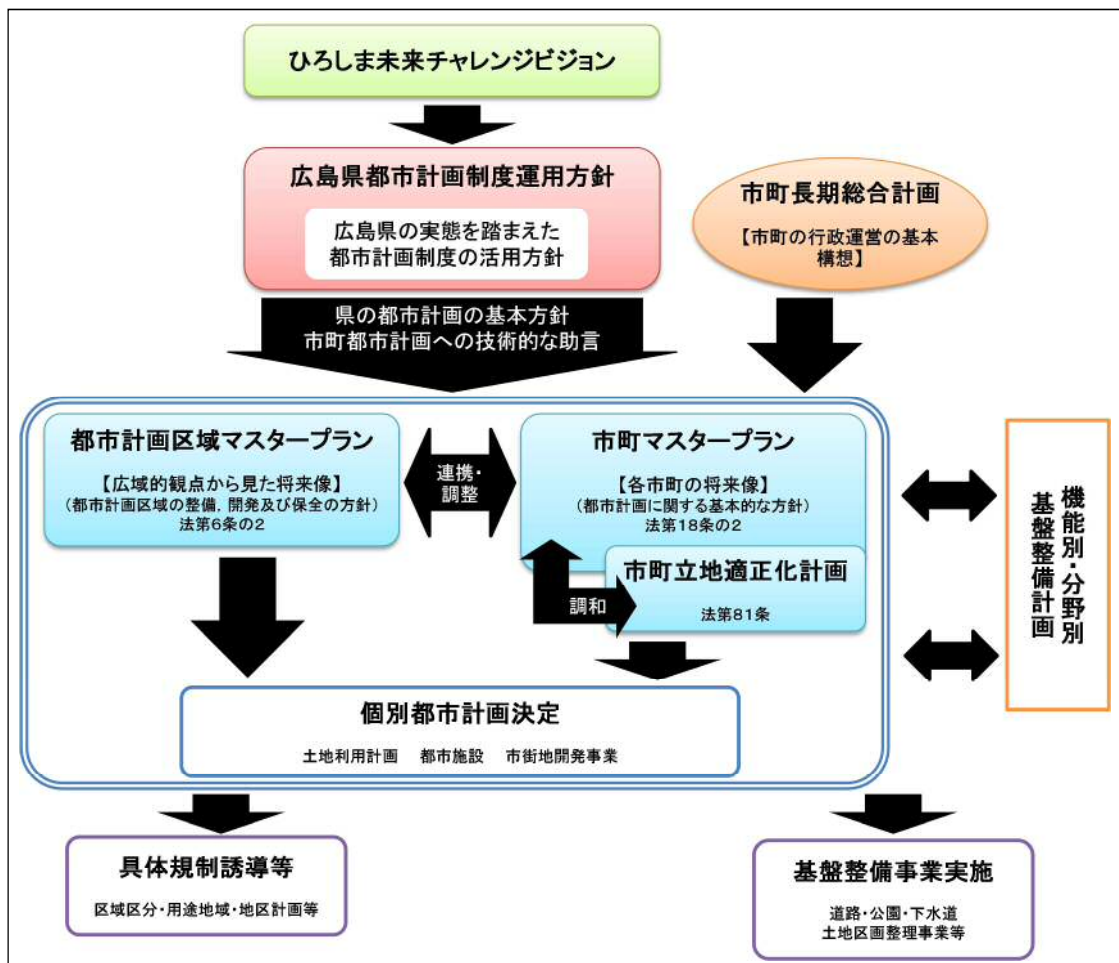 ひろしま未来チャレンジビジョン
広島県都市計画制度運用方針
広島県の実態を踏まえた
都市計画制度の活用方針
市町長期総合計画
【市町の行政運営の基本
構想】
県の都市計画の基本方針
市町都市計画への技術的な助言
都市計画区域マスタープラン
【広域的観点から見た将来像】
(都市計画区域の整備，開発及び保全の方針)
法第6条の2
連携・
調整
市町マスタープラン
【各市町の将来像】
(都市計画に関する基本的な方針)
法第18条の2
市町立地適正化計画
法第81条
調和
機能別・分野別
基盤整備計画
個別都市計画決定
土地利用計画　都市施設　市街地開発事業
具体規制誘導等
区域区分・用途地域・地区計画等
基盤整備事業実施
道路・公園・下水道
土地区画整理事業等